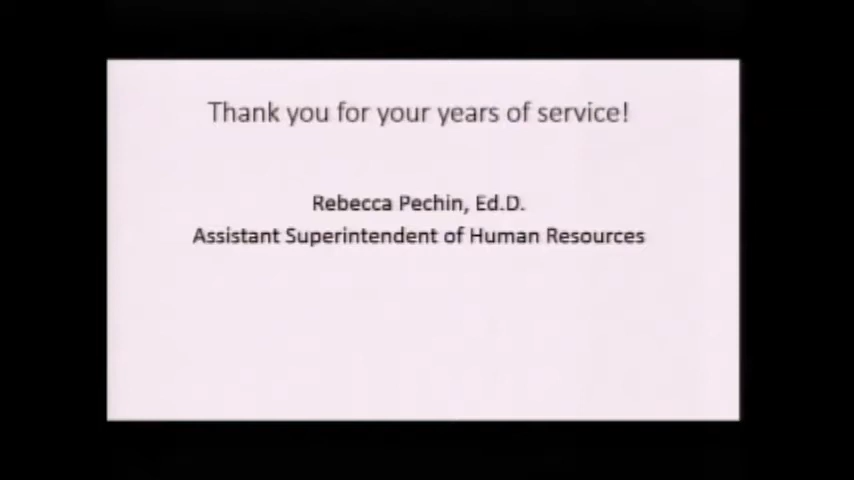 Thank you for your years of service!
Rebecca Pechin, Ed.D.
Assistant Superintendent of Human Resources